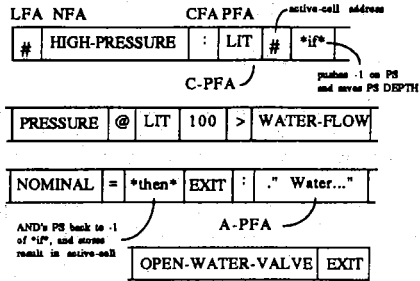 LFA NFA CFA PFA active-cell address
# HIGH-PRESSURE : LIT # *if*
C-PFA
pushes -1 on PS
and saves PS DEPTH
PRESSURE @ LIT 100 > WATER-FLOW
NOMINAL = *then* EXIT : ." Water..."
AND's PS back to -1
of *if*, and stores
result in active-cell
A-PFA
OPEN-WATER-VALVE EXIT